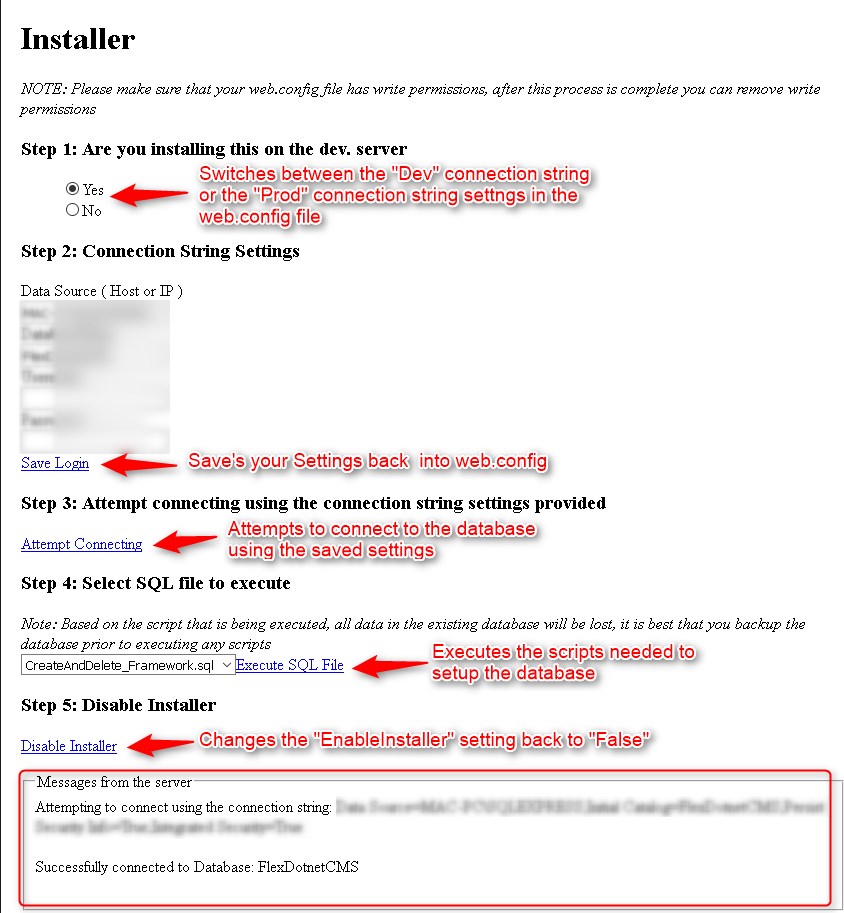 Installer
NOTE: Please make sure that your web.config file has write permissions, after this process is complete you can remove write
permissions
Step 1: Are you installing this on the dev. server
Yes
No
Switches between the "Dev" connection string
or the "Prod" connection string settngs in the
web.config file
Step 2: Connection String Settings
Data Source ( Host or IP )
Save Login
Save's your Settings back into web.config
Step 3: Attempt connecting using the connection string settings provided
Attempt Connecting
Attempts to connect to the database
using the saved settings
Step 4: Select SQL file to execute
Note: Based on the script that is being executed, all data in the existing database will be lost, it is best that you backup the
database prior to executing any scripts
CreateAndDelete_Framework.sql Execute SQL File
Executes the scripts needed to
setup the database
Step 5: Disable Installer
Disable Installer
Changes the "EnableInstaller" setting back to "False"
Messages from the server
Attempting to connect using the connection string:
Successfully connected to Database: FlexDotnetCMS